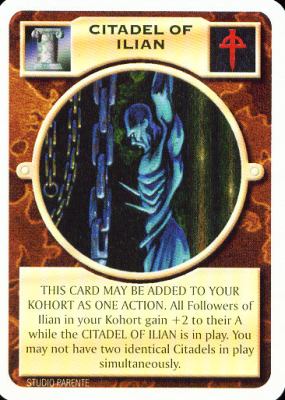 CITADEL OF
ILIAN
THIS CARD MAY BE ADDED TO YOUR
KOHORT AS ONE ACTION. All Followers of
Ilian in your Kohort gain +2 to their A
while the CITADEL OF ILIAN is in play. You
may not have two identical Citadels in play
simultaneously.
STUDIO PARENTE